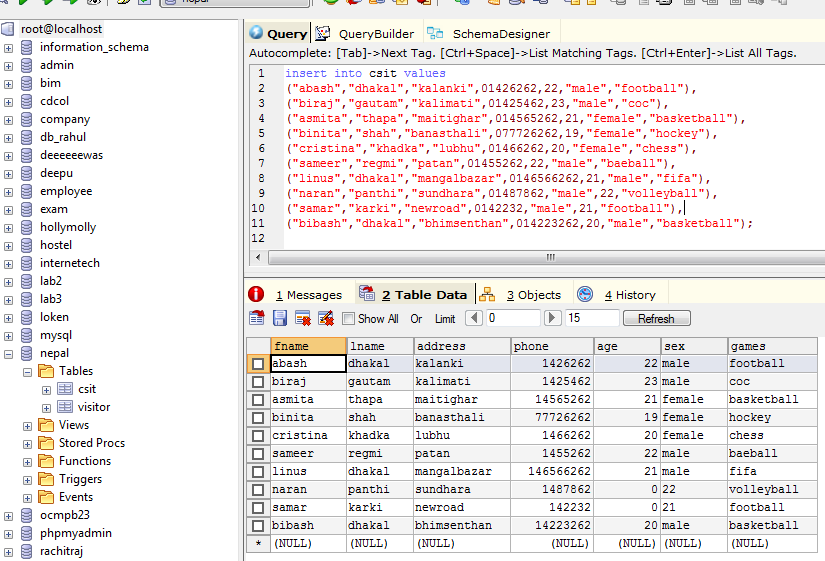 nepal
root@localhost
information_schema
admin
bim
cdcol
company
db_rahul
deeeeeewas
deepu
employee
exam
hollymolly
hostel
internetech
lab2
lab3
loken
mysql
nepal
Tables
csit
visitor
Views
Stored Procs
Functions
Triggers
Events
ocmpb23
phpmyadmin
rachitraj
Query QueryBuilder SchemaDesigner
Autocomplete: [Tab]->Next Tag. [Ctrl+Space]->List Matching Tags. [Ctrl+Enter]->List All Tags.
1 insert into csit values
2 ("abash","dhakal","kalanki",01426262,22,"male","football"),
3 ("biraj","gautam","kalimati",01425462,23,"male","coc"),
4 ("asmita","thapa","maitighar",014565262,21,"female","basketball"),
5 ("binita","shah","banasthali",077726262,19,"female","hockey"),
6 ("cristina","khadka","lubhu",01466262,20,"female","chess"),
7 ("sameer","regmi","patan",01455262,22,"male","baeball"),
8 ("linus","dhakal","mangalbazar",0146566262,21,"male","fifa"),
9 ("naran","panthi","sundhara",01487862,"male",22,"volleyball"),
10 ("samar","karki","newroad",0142232,"male",21,"football"),
11 ("bibash","dhakal","bhimsenthan",014223262,20,"male","basketball");
12
1 Messages 2 Table Data 3 Objects 4 History
Show All Or Limit 0 15 Refresh
fname lname address phone age sex games
abash dhakal kalanki 1426262 22 male football
biraj gautam kalimati 1425462 23 male coc
asmita thapa maitighar 14565262 21 female basketball
binita shah banasthali 77726262 19 female hockey
cristina khadka lubhu 1466262 20 female chess
sameer regmi patan 1455262 22 male baeball
linus dhakal mangalbazar 146566262 21 male fifa
naran panthi sundhara 1487862 0 22 volleyball
samar karki newroad 142232 0 21 football
bibash dhakal bhimsenthan 14223262 20 male basketball
* (NULL) (NULL) (NULL) (NULL) (NULL) (NULL) (NULL)